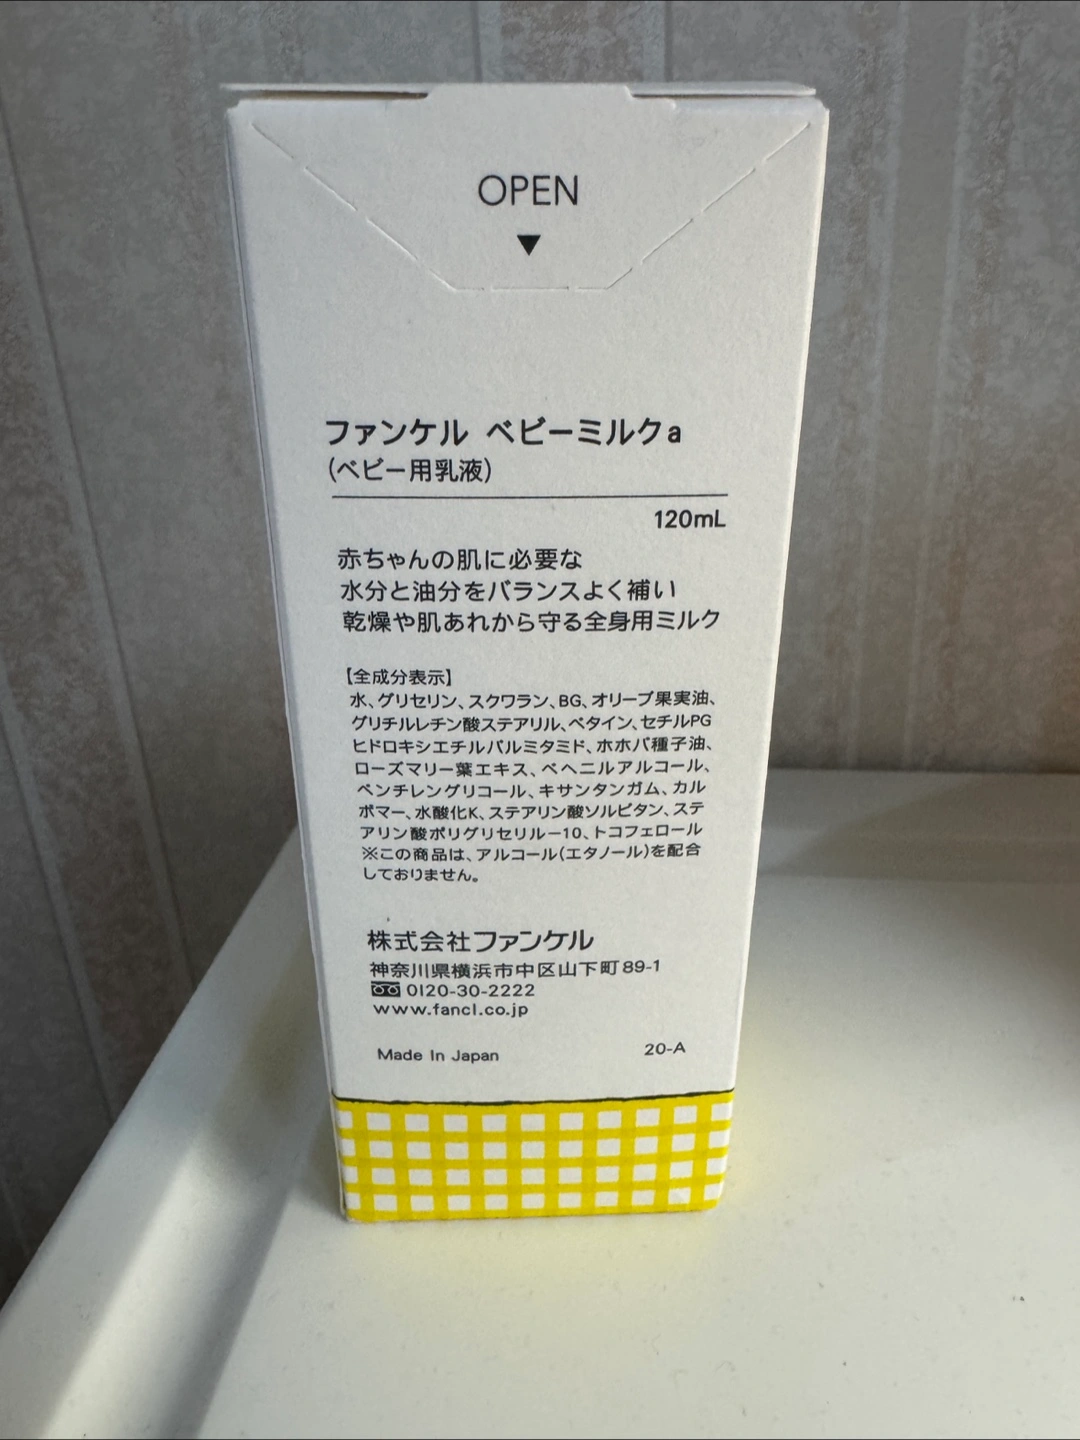 OPEN
▼
ファンケル ベビーミルクa
(ベビー用乳液)
120mL
赤ちゃんの肌に必要な
水分と油分をバランスよく補い
乾燥や肌あれから守る全身用ミルク
【全成分表示】
水、グリセリン、スクワラン、BG、オリーブ果実油、
グリチルレチン酸ステアリル、ベタイン、セチルPG
ヒドロキシエチルパルミタミド、ホホバ種子油、
ローズマリー葉エキス、ベヘニルアルコール、
ペンチレングリコール、キサンタンガム、カル
ボマー、水酸化K、ステアリン酸ソルビタン、ステ
アリン酸ポリグリセリル-10、トコフェロール
※この商品は、アルコール(エタノール)を配合
しておりません。
株式会社ファンケル
神奈川県横浜市中区山下町89-1
0120-30-2222
www.fancl.co.jp
Made In Japan 20-A